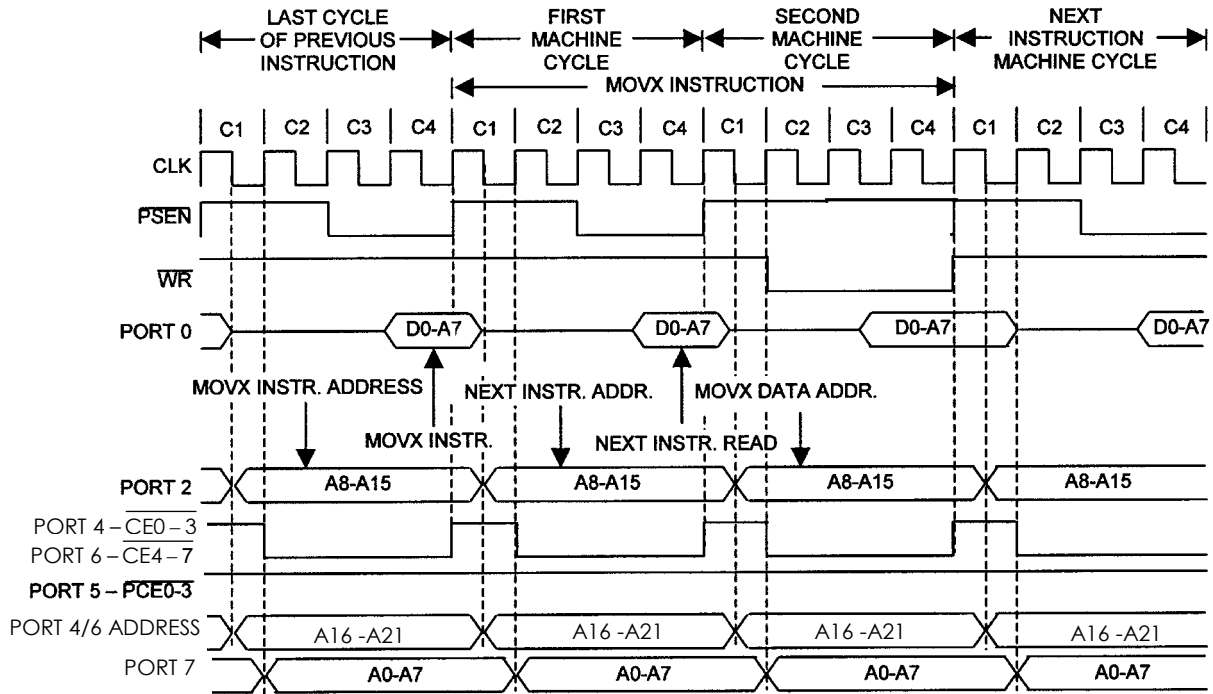 LAST CYCLE OF PREVIOUS INSTRUCTION
FIRST MACHINE CYCLE
SECOND MACHINE CYCLE
NEXT INSTRUCTION MACHINE CYCLE
MOVX INSTRUCTION
C1 C2 C3 C4 C1 C2 C3 C4 C1 C2 C3 C4 C1 C2 C3 C4
CLK
PSEN
WR
PORT 0 D0-A7 D0-A7 D0-A7 D0-A7
MOVX INSTR. ADDRESS NEXT INSTR. ADDR. MOVX DATA ADDR.
MOVX INSTR. NEXT INSTR. READ
PORT 2 A8-A15 A8-A15 A8-A15 A8-A15
PORT 4 – CE0 – 3
PORT 6 – CE4 – 7
PORT 5 – PCE0-3
PORT 4/6 ADDRESS A16 -A21 A16 -A21 A16 -A21 A16 -A21
PORT 7 A0-A7 A0-A7 A0-A7 A0-A7